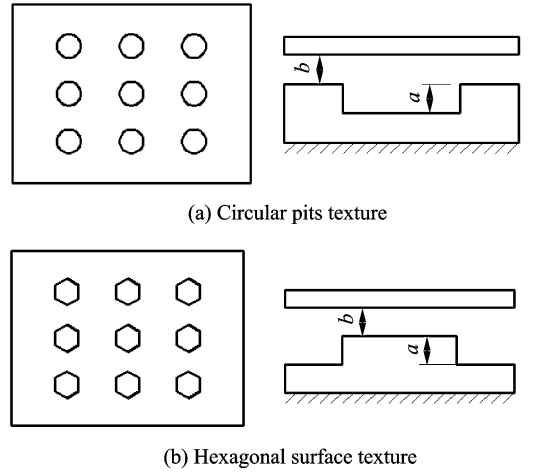 b
a
(a) Circular pits texture
b
a
(b) Hexagonal surface texture